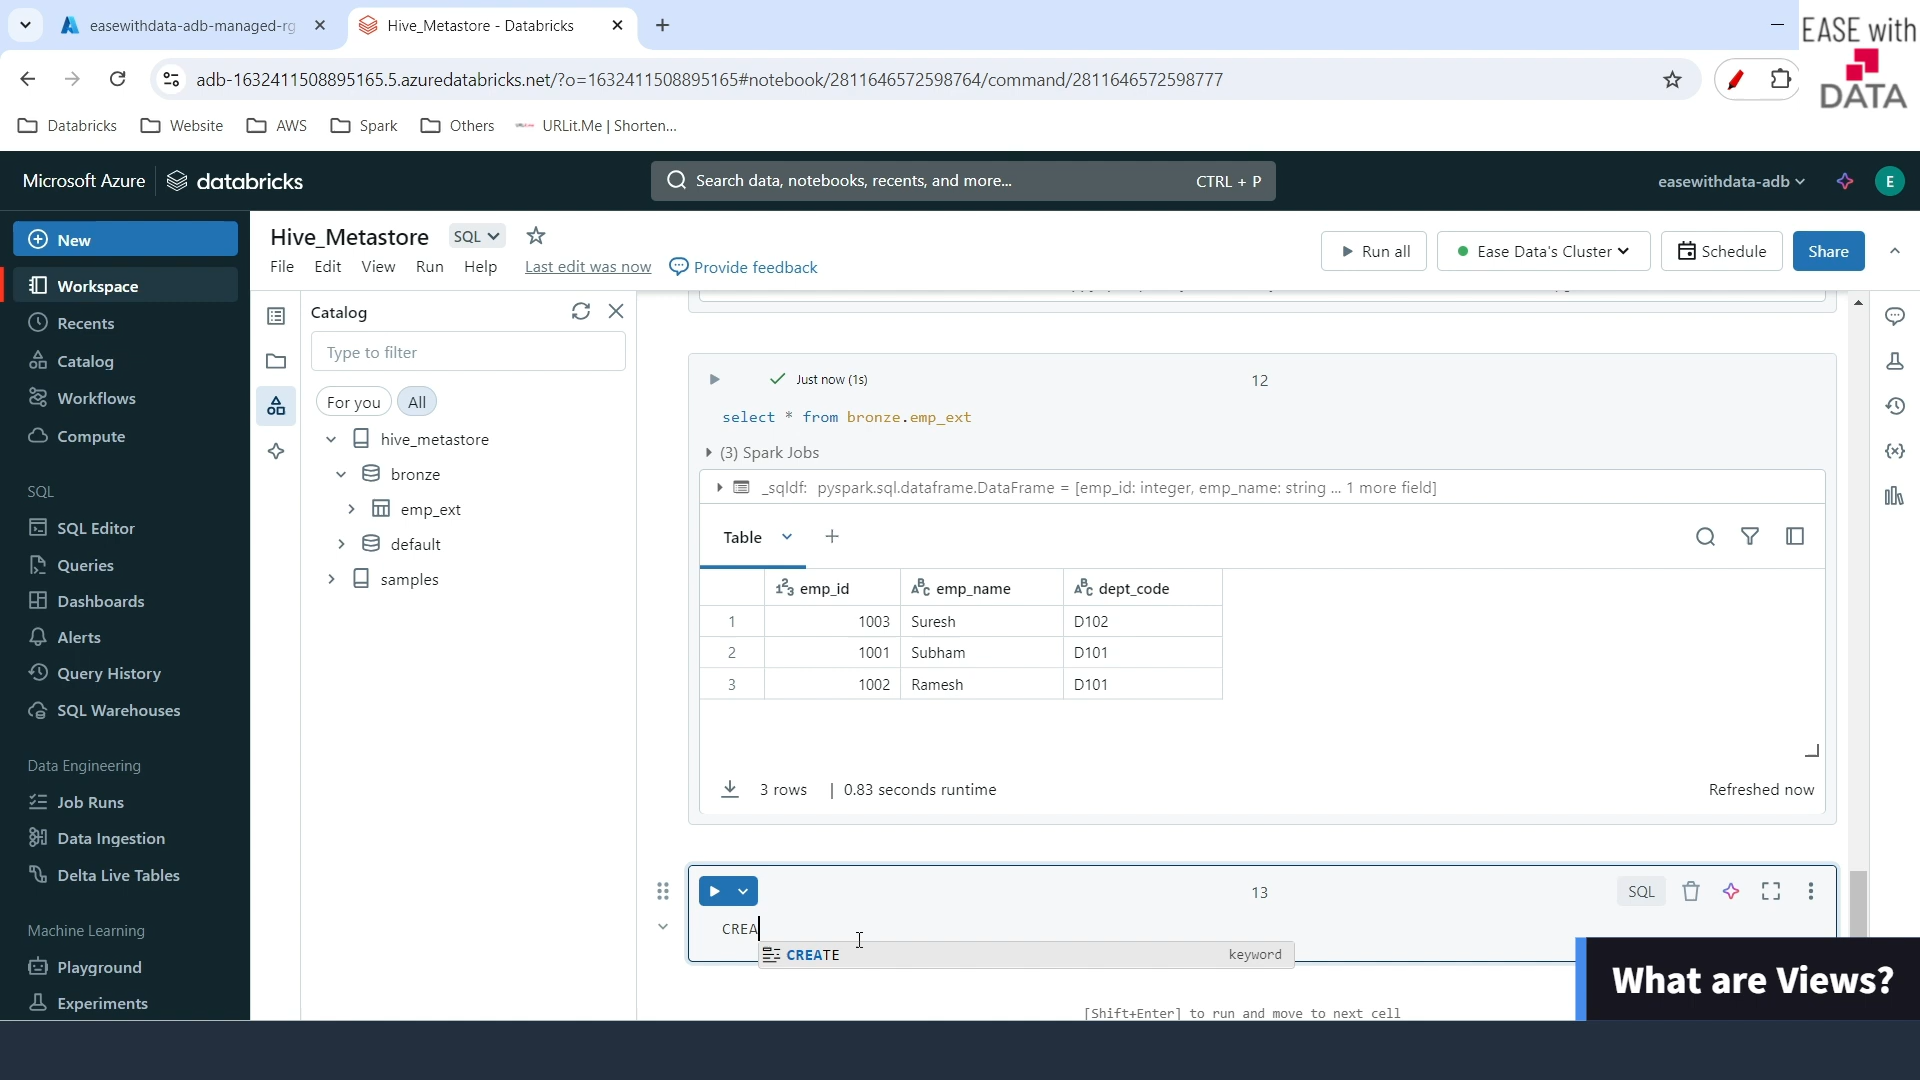 easewithdata-adb-managed-rg
Hive_Metastore - Databricks
EASE with
DATA
adb-1632411508895165.5.azuredatabricks.net/?o=1632411508895165#notebook/2811646572598764/command/2811646572598777
Databricks
Website
AWS
Spark
Others
URLit.Me | Shorten...
Microsoft Azure
databricks
Search data, notebooks, recents, and more...
CTRL + P
easewithdata-adb
E
New
Workspace
Recents
Catalog
Workflows
Compute
SQL
SQL Editor
Queries
Dashboards
Alerts
Query History
SQL Warehouses
Data Engineering
Job Runs
Data Ingestion
Delta Live Tables
Machine Learning
Playground
Experiments
Hive_Metastore
SQL
File Edit View Run Help
Last edit was now
Provide feedback
Run all
Ease Data's Cluster
Schedule
Share
Catalog
Type to filter
For you
All
hive_metastore
bronze
emp_ext
default
samples
Just now (1s)
12
select * from bronze.emp_ext
(3) Spark Jobs
_sqldf: pyspark.sql.dataframe.DataFrame = [emp_id: integer, emp_name: string ... 1 more field]
Table
emp_id emp_name dept_code
1 1003 Suresh D102
2 1001 Subham D101
3 1002 Ramesh D101
3 rows | 0.83 seconds runtime
Refreshed now
13
SQL
CREA
CREATE keyword
[Shift+Enter] to run and move to next cell
What are Views?